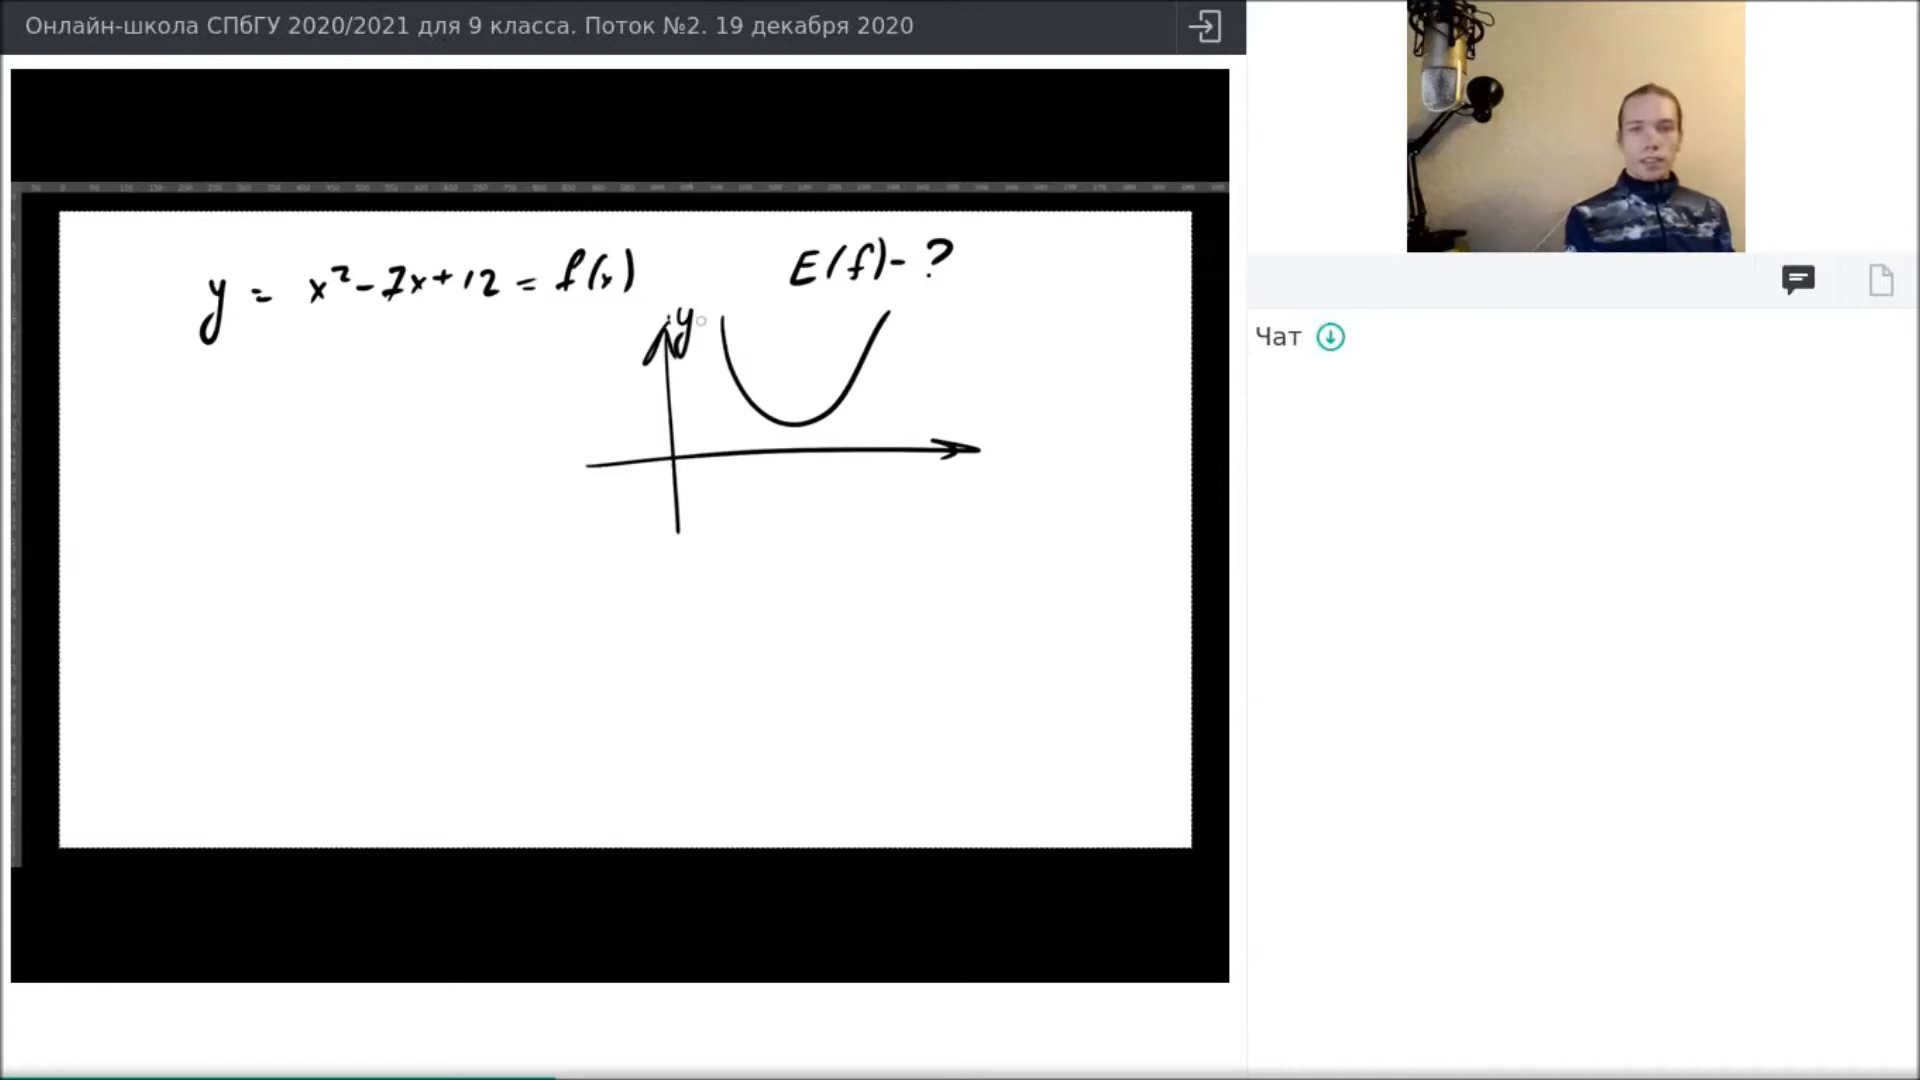 Онлайн-школа СПбГУ 2020/2021 для 9 класса. Поток №2. 19 декабря 2020
y = x² - 7x + 12 = f(x)
E(f) - ?
y
Чат